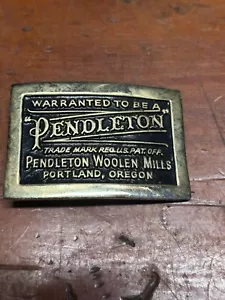 WARRANTED TO BE A
"PENDLETON"
TRADE MARK REG. U.S. PAT. OFF.
PENDLETON WOOLEN MILLS
PORTLAND, OREGON